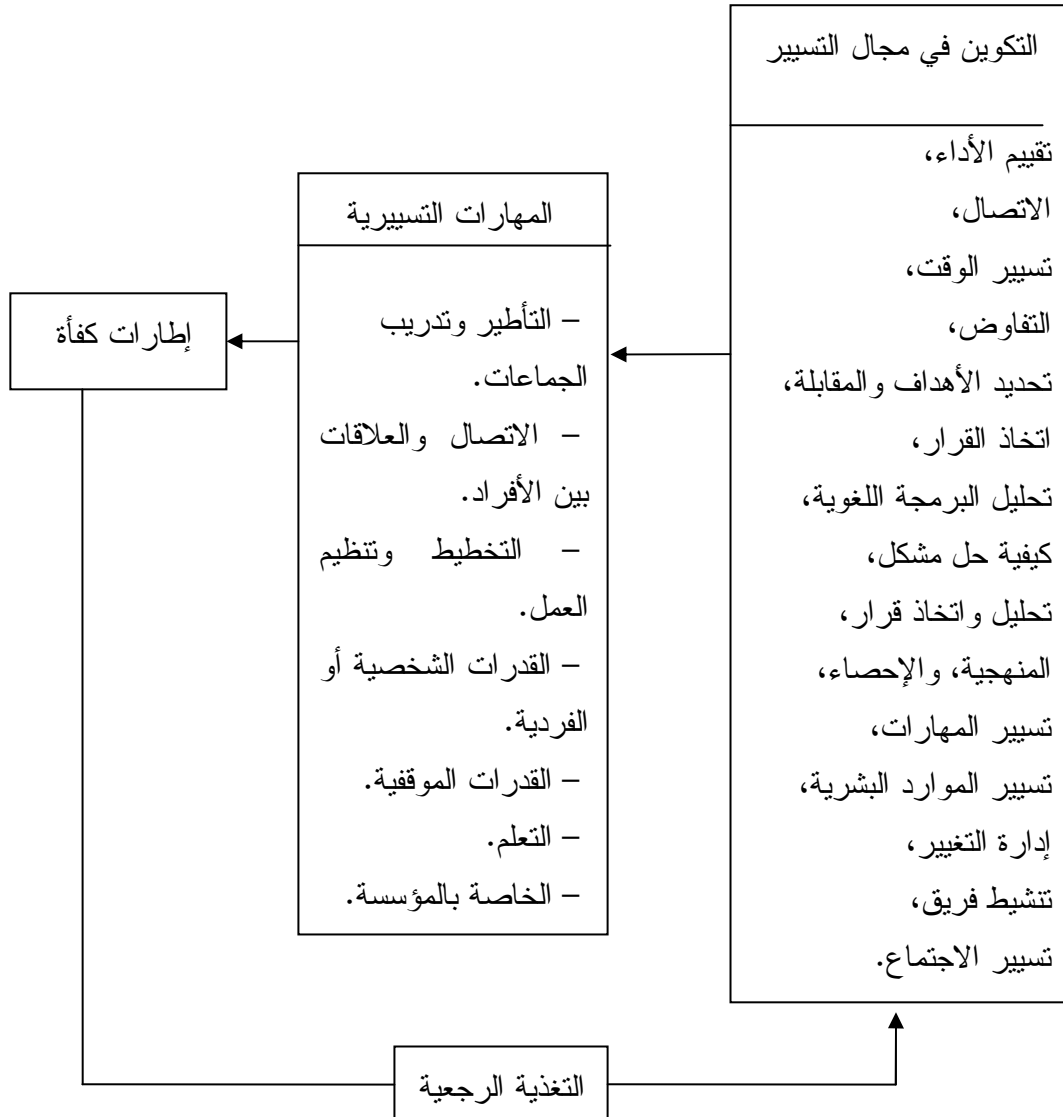 التكوين في مجال التسيير
تقييم الأداء،
الاتصال،
تسيير الوقت،
التفاوض،
تحديد الأهداف والمقابلة،
اتخاذ القرار،
تحليل البرمجة اللغوية،
كيفية حل مشكل،
تحليل واتخاذ قرار،
المنهجية، والإحصاء،
تسيير المهارات،
تسيير الموارد البشرية،
إدارة التغيير،
تنشيط فريق،
تسيير الاجتماع.
المهارات التسييرية
– التأطير وتدريب
الجماعات.
– الاتصال والعلاقات
بين الأفراد.
– التخطيط وتنظيم
العمل.
– القدرات الشخصية أو
الفردية.
– القدرات الموقفية.
– التعلم.
– الخاصة بالمؤسسة.
إطارات كفأة
التغذية الرجعية